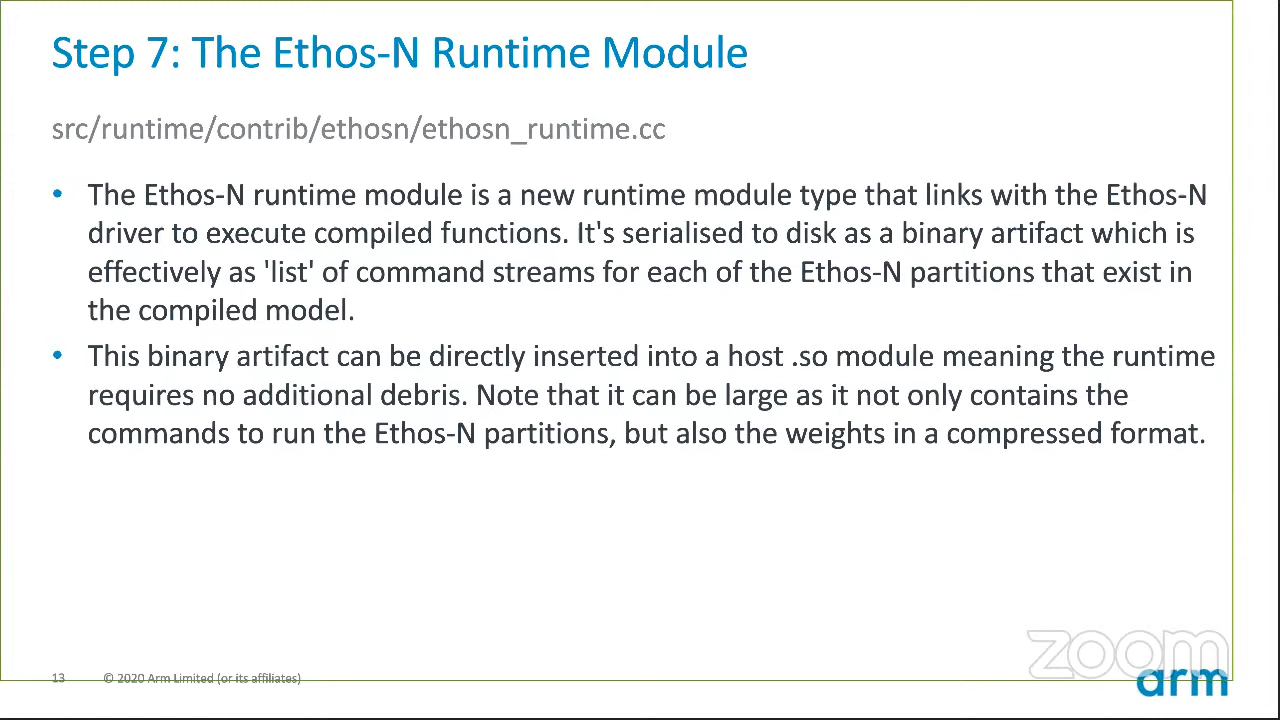 Step 7: The Ethos-N Runtime Module
src/runtime/contrib/ethosn/ethosn_runtime.cc
• The Ethos-N runtime module is a new runtime module type that links with the Ethos-N
driver to execute compiled functions. It's serialised to disk as a binary artifact which is
effectively as 'list' of command streams for each of the Ethos-N partitions that exist in
the compiled model.
• This binary artifact can be directly inserted into a host .so module meaning the runtime
requires no additional debris. Note that it can be large as it not only contains the
commands to run the Ethos-N partitions, but also the weights in a compressed format.
zoom
13 © 2020 Arm Limited (or its affiliates)
arm